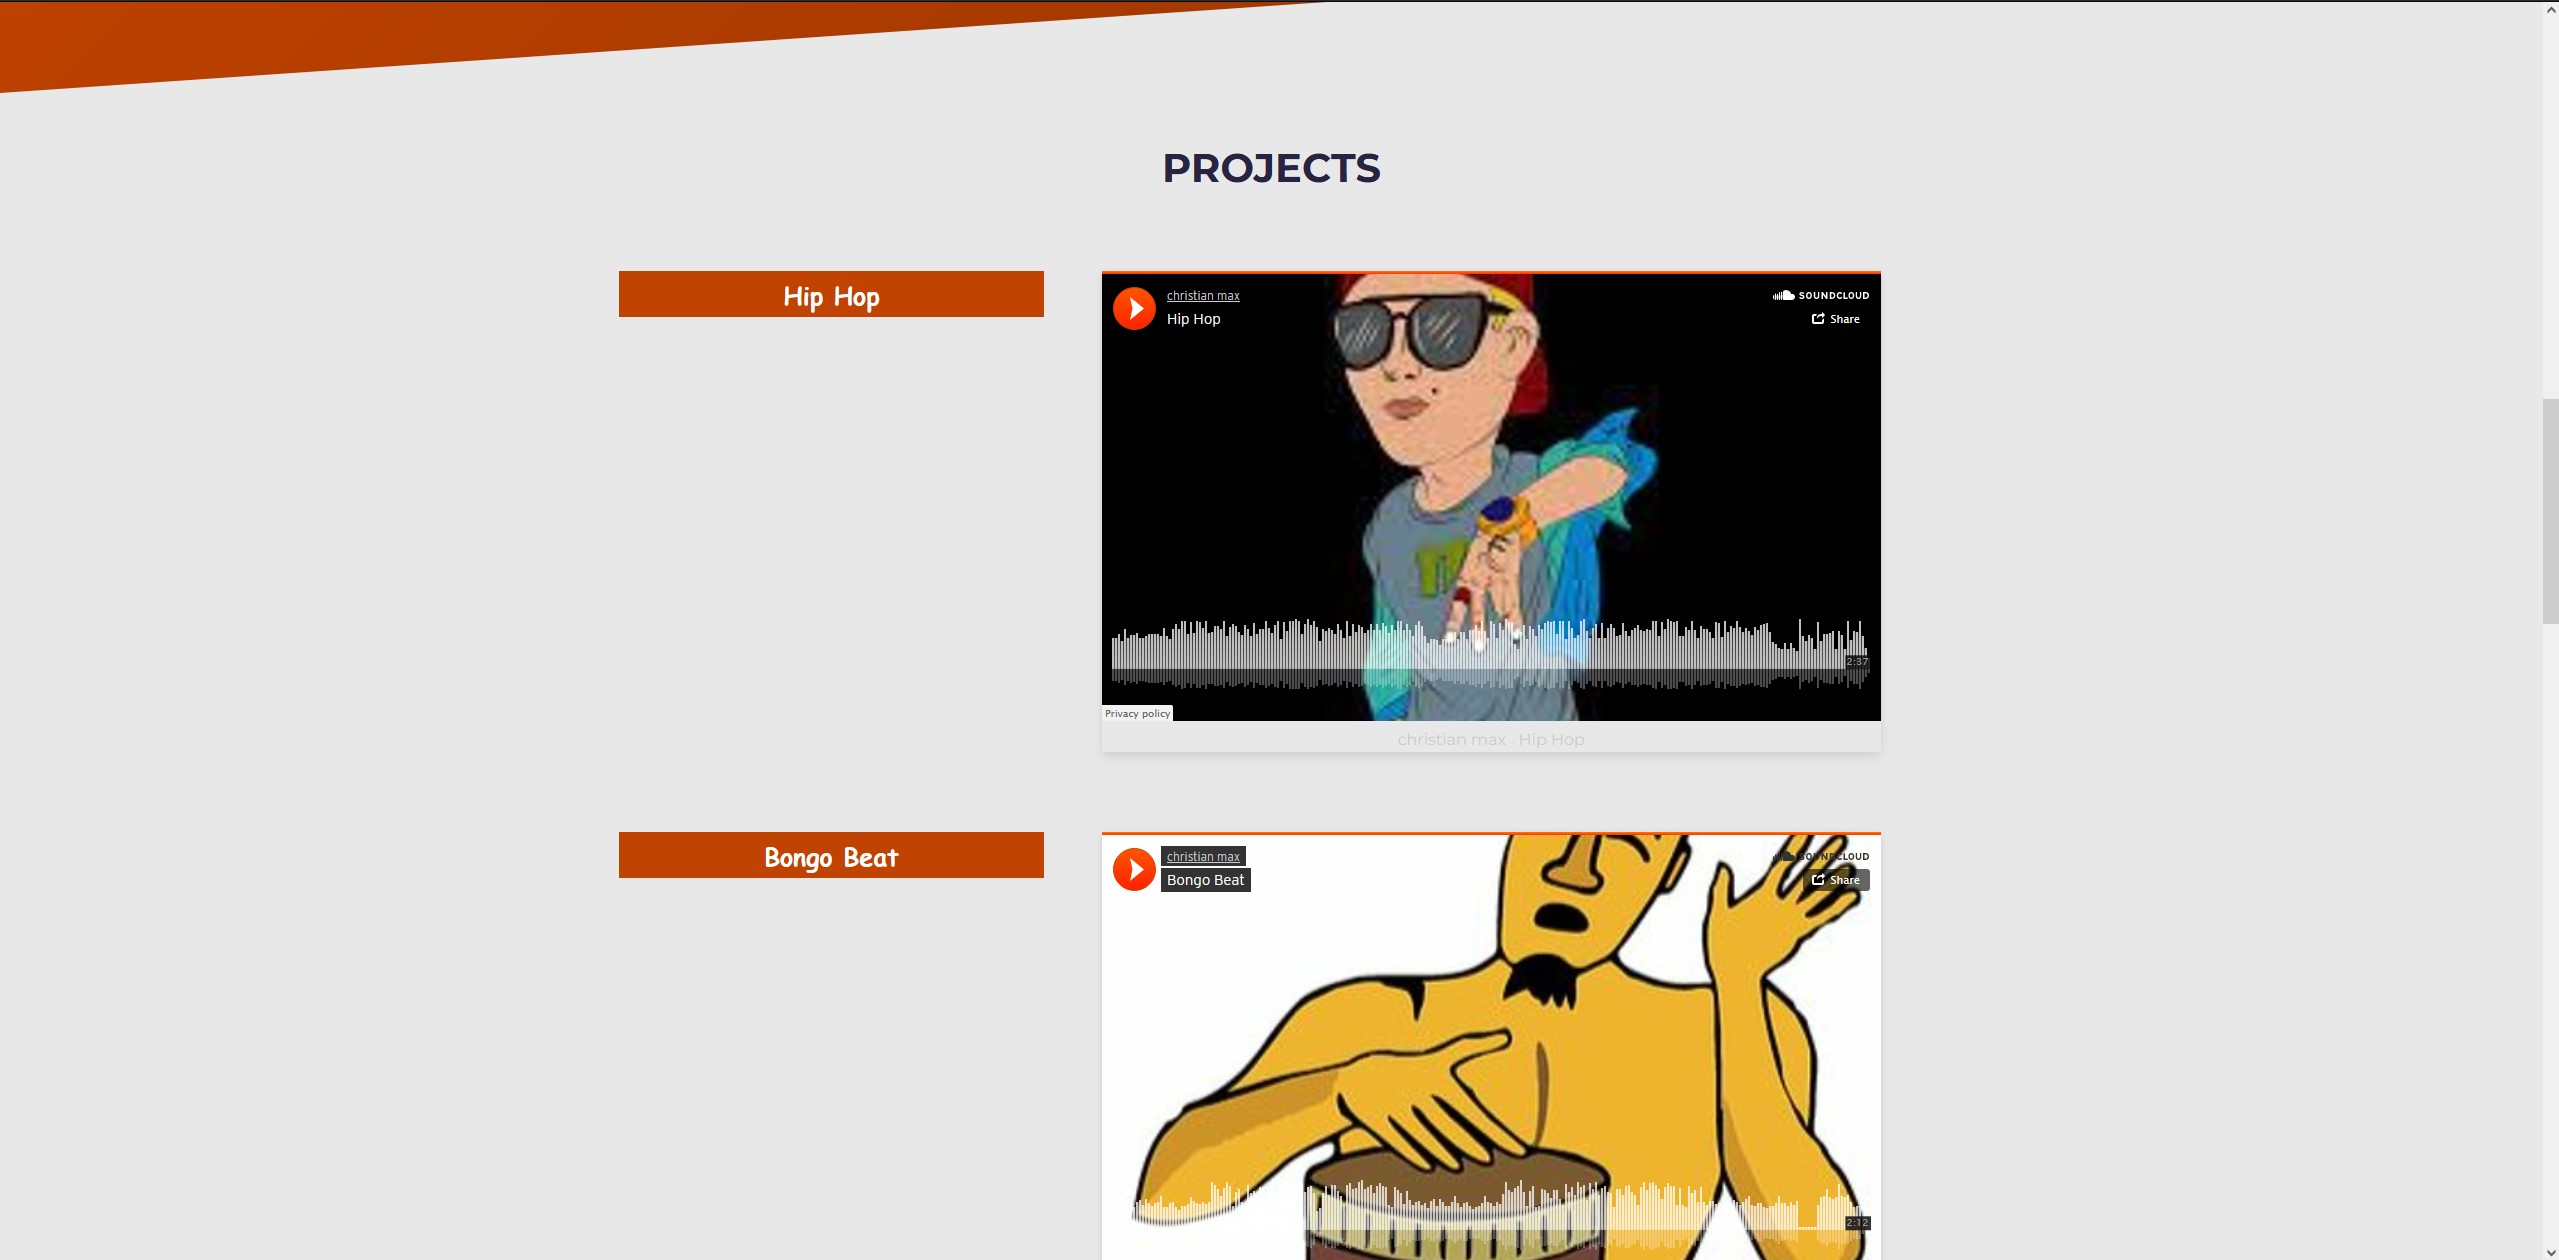 PROJECTS
Hip Hop
christian max
Hip Hop
SOUNDCLOUD
Share
2:37
Privacy policy
christian max · Hip Hop
Bongo Beat
christian max
Bongo Beat
SOUNDCLOUD
Share
2:12